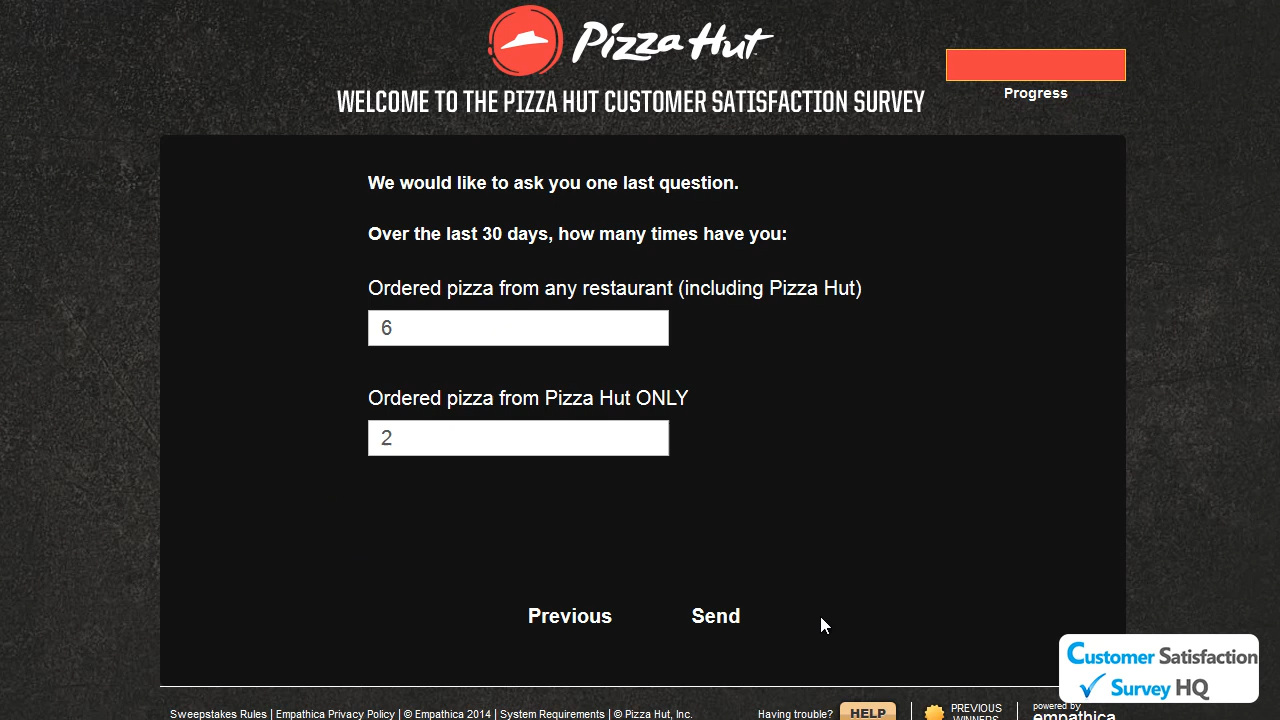 Pizza Hut
WELCOME TO THE PIZZA HUT CUSTOMER SATISFACTION SURVEY
Progress
We would like to ask you one last question.
Over the last 30 days, how many times have you:
Ordered pizza from any restaurant (including Pizza Hut)
6
Ordered pizza from Pizza Hut ONLY
2
Previous Send
Customer Satisfaction
Survey HQ
Sweepstakes Rules | Empathica Privacy Policy | © Empathica 2014 | System Requirements | © Pizza Hut, Inc. Having trouble? HELP
PREVIOUS
WINNERS
powered by
empathica